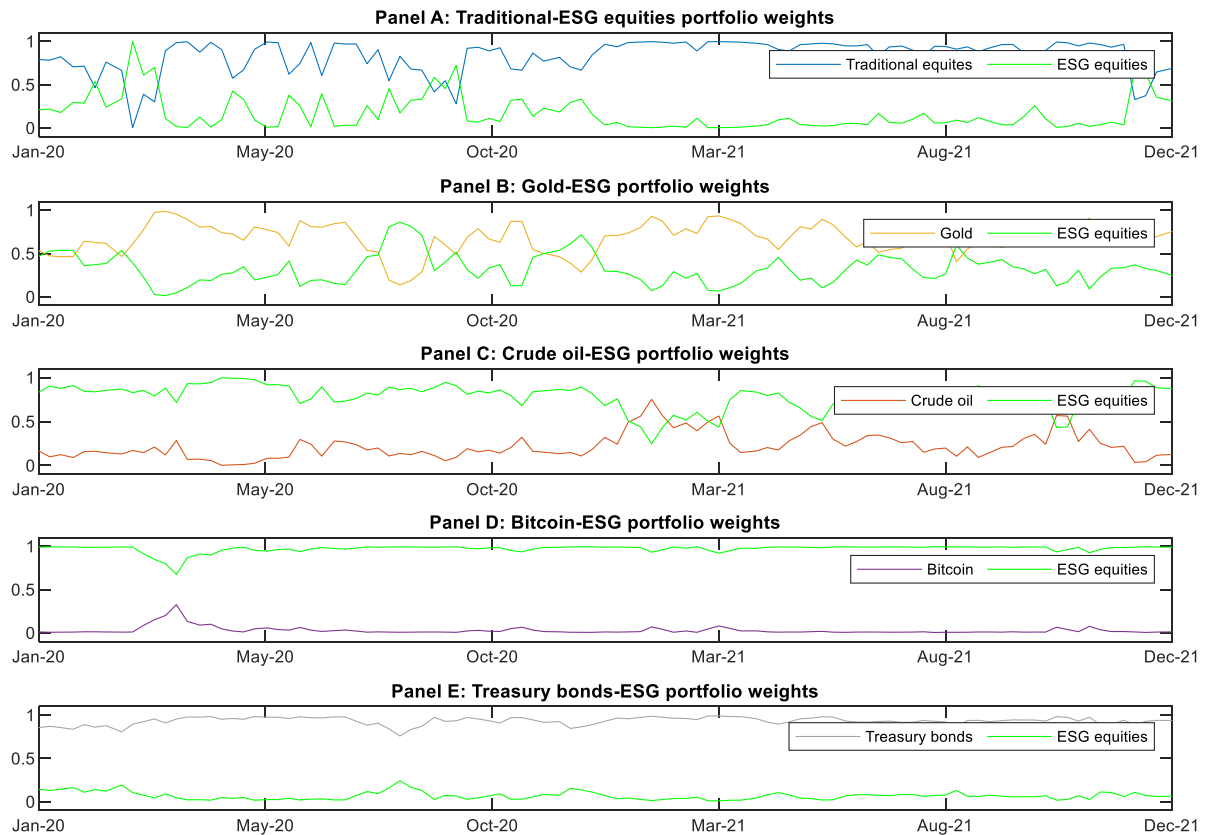 Panel A: Traditional-ESG equities portfolio weights
1
Traditional equites ESG equities
0.5
0
Jan-20 May-20 Oct-20 Mar-21 Aug-21 Dec-21
Panel B: Gold-ESG portfolio weights
1
Gold ESG equities
0.5
0
Jan-20 May-20 Oct-20 Mar-21 Aug-21 Dec-21
Panel C: Crude oil-ESG portfolio weights
1
Crude oil ESG equities
0.5
0
Jan-20 May-20 Oct-20 Mar-21 Aug-21 Dec-21
Panel D: Bitcoin-ESG portfolio weights
1
Bitcoin ESG equities
0.5
0
Jan-20 May-20 Oct-20 Mar-21 Aug-21 Dec-21
Panel E: Treasury bonds-ESG portfolio weights
1
Treasury bonds ESG equities
0.5
0
Jan-20 May-20 Oct-20 Mar-21 Aug-21 Dec-21